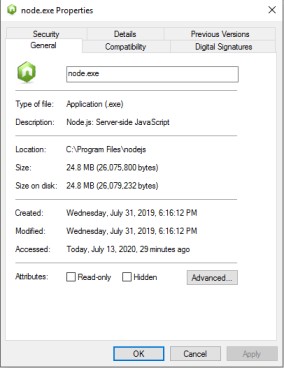 node.exe Properties
Security Details Previous Versions
General Compatibility Digital Signatures
node.exe
Type of file: Application (.exe)
Description: Node.js: Server-side JavaScript
Location: C:\Program Files\nodejs
Size: 24.8 MB (26,075,800 bytes)
Size on disk: 24.8 MB (26,079,232 bytes)
Created: Wednesday, July 31, 2019, 6:16:12 PM
Modified: Wednesday, July 31, 2019, 6:16:12 PM
Accessed: Today, July 13, 2020, 29 minutes ago
Attributes: Read-only Hidden Advanced...
OK Cancel Apply